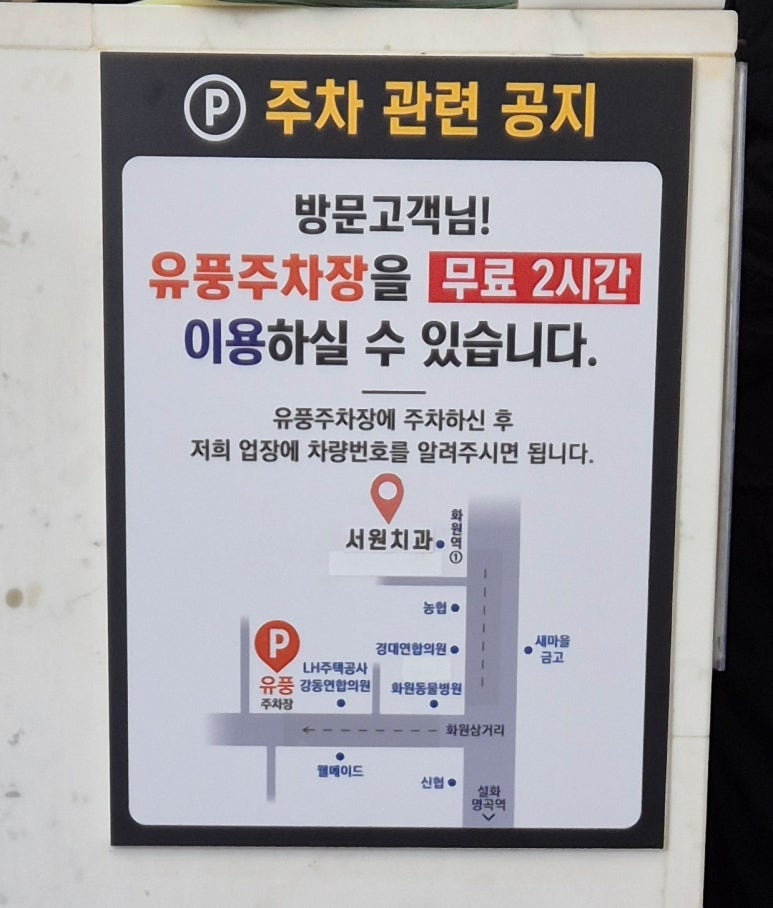 P 주차 관련 공지
방문고객님!
유풍주차장을 무료 2시간
이용하실 수 있습니다.
유풍주차장에 주차하신 후
저희 업장에 차량번호를 알려주시면 됩니다.
서원치과
화원역①
농협
경대연합의원
새마을
금고
P
유풍
주차장
LH주택공사
강동연합의원
화원동물병원
화원삼거리
웰메이드
신협
설화
명곡역